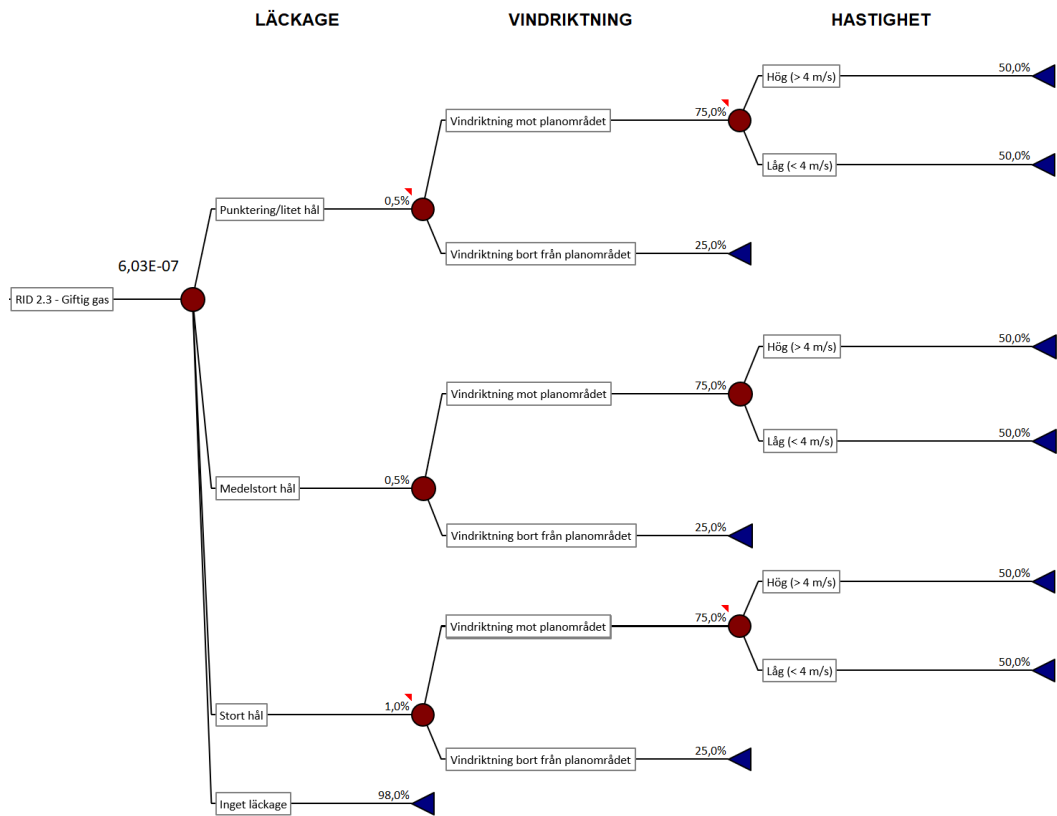 LÄCKAGE
VINDRIKTNING
HASTIGHET
50,0%
Hög (> 4 m/s)
Vindriktning mot planområdet
75,0%
50,0%
Låg (< 4 m/s)
Punktering/litet hål
0,5%
Vindriktning bort från planområdet
25,0%
6,03E-07
RID 2.3 - Giftig gas
50,0%
Hög (> 4 m/s)
Vindriktning mot planområdet
75,0%
50,0%
Låg (< 4 m/s)
Medelstort hål
0,5%
Vindriktning bort från planområdet
25,0%
50,0%
Hög (> 4 m/s)
Vindriktning mot planområdet
75,0%
50,0%
Låg (< 4 m/s)
Stort hål
1,0%
Vindriktning bort från planområdet
25,0%
Inget läckage
98,0%